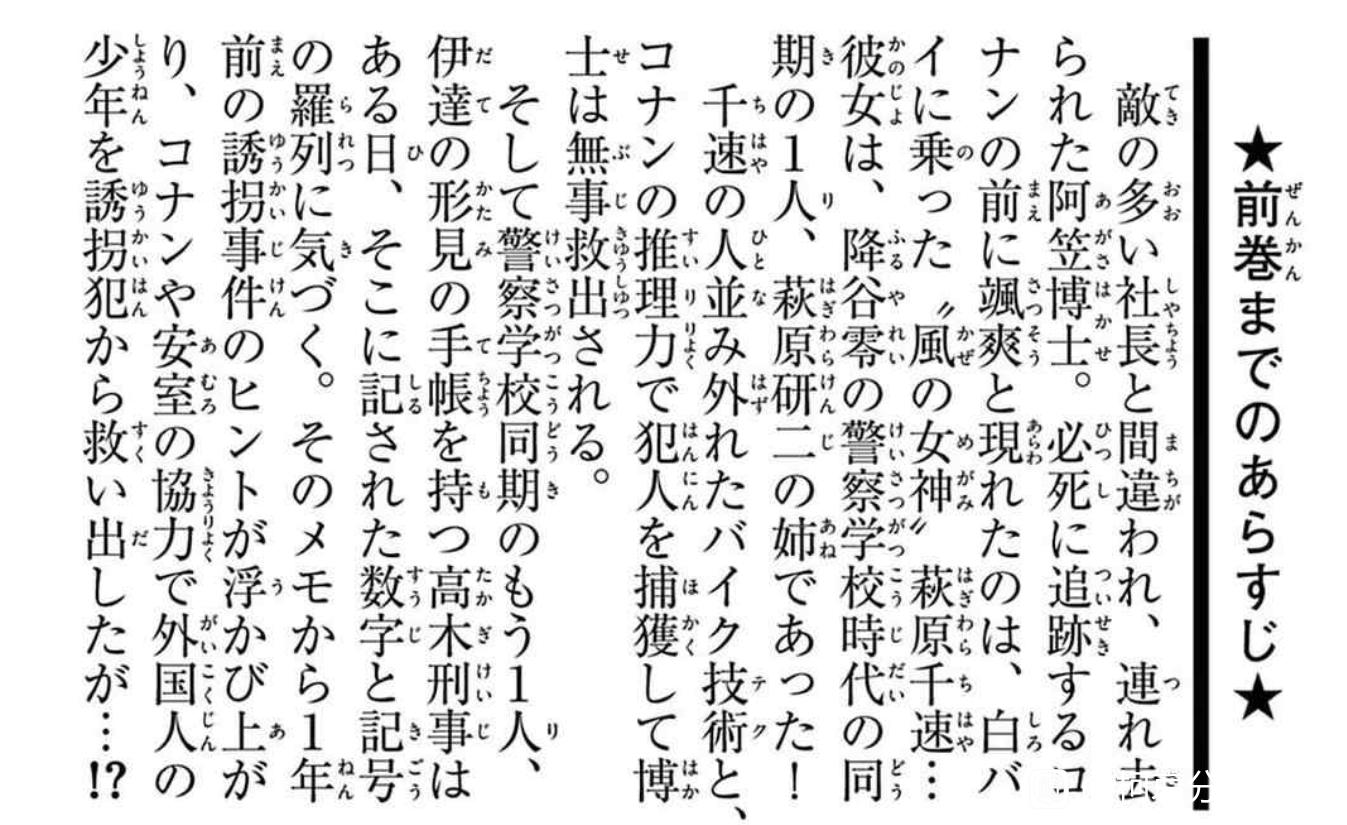 ★前巻までのあらすじ★
敵の多い社長と間違われ、連れ去
られた阿笠博士。必死に追跡するコ
ナンの前に颯爽と現れたのは、白バ
イに乗った〝風の女神〟萩原千速…
彼女は、降谷零の警察学校時代の同
期の1人、萩原研二の姉であった!
千速の人並み外れたバイク技術と、
コナンの推理力で犯人を捕獲して博
士は無事救出される。
そして警察学校同期のもう1人、
伊達の形見の手帳を持つ高木刑事は
ある日、そこに記された数字と記号
の羅列に気づく。そのメモから1年
前の誘拐事件のヒントが浮かび上が
り、コナンや安室の協力で外国人の
少年を誘拐犯から救い出したが…!?